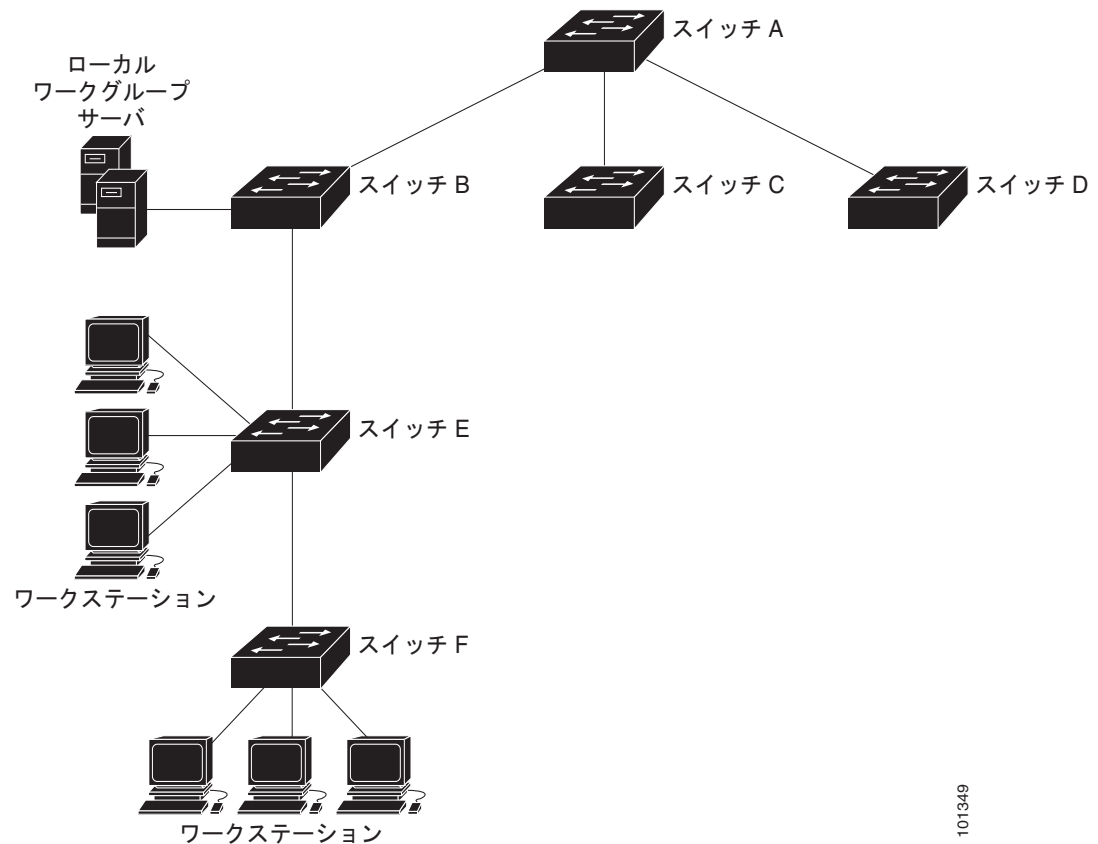 スイッチ A
ローカル
ワークグループ
サーバ
スイッチ B
スイッチ C
スイッチ D
スイッチ E
ワークステーション
スイッチ F
ワークステーション
101349